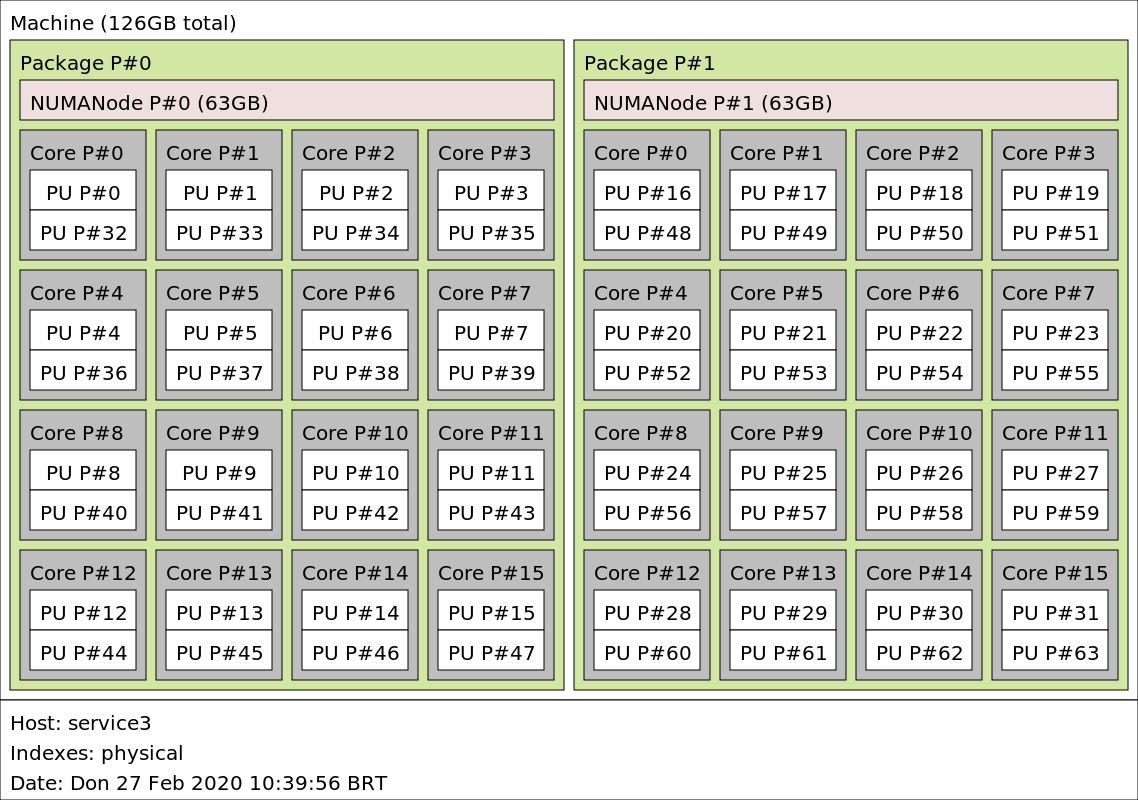 Machine (126GB total)
Package P#0
NUMANode P#0 (63GB)
Core P#0 Core P#1 Core P#2 Core P#3
PU P#0 PU P#1 PU P#2 PU P#3
PU P#32 PU P#33 PU P#34 PU P#35
Core P#4 Core P#5 Core P#6 Core P#7
PU P#4 PU P#5 PU P#6 PU P#7
PU P#36 PU P#37 PU P#38 PU P#39
Core P#8 Core P#9 Core P#10 Core P#11
PU P#8 PU P#9 PU P#10 PU P#11
PU P#40 PU P#41 PU P#42 PU P#43
Core P#12 Core P#13 Core P#14 Core P#15
PU P#12 PU P#13 PU P#14 PU P#15
PU P#44 PU P#45 PU P#46 PU P#47
Package P#1
NUMANode P#1 (63GB)
Core P#0 Core P#1 Core P#2 Core P#3
PU P#16 PU P#17 PU P#18 PU P#19
PU P#48 PU P#49 PU P#50 PU P#51
Core P#4 Core P#5 Core P#6 Core P#7
PU P#20 PU P#21 PU P#22 PU P#23
PU P#52 PU P#53 PU P#54 PU P#55
Core P#8 Core P#9 Core P#10 Core P#11
PU P#24 PU P#25 PU P#26 PU P#27
PU P#56 PU P#57 PU P#58 PU P#59
Core P#12 Core P#13 Core P#14 Core P#15
PU P#28 PU P#29 PU P#30 PU P#31
PU P#60 PU P#61 PU P#62 PU P#63
Host: service3
Indexes: physical
Date: Don 27 Feb 2020 10:39:56 BRT